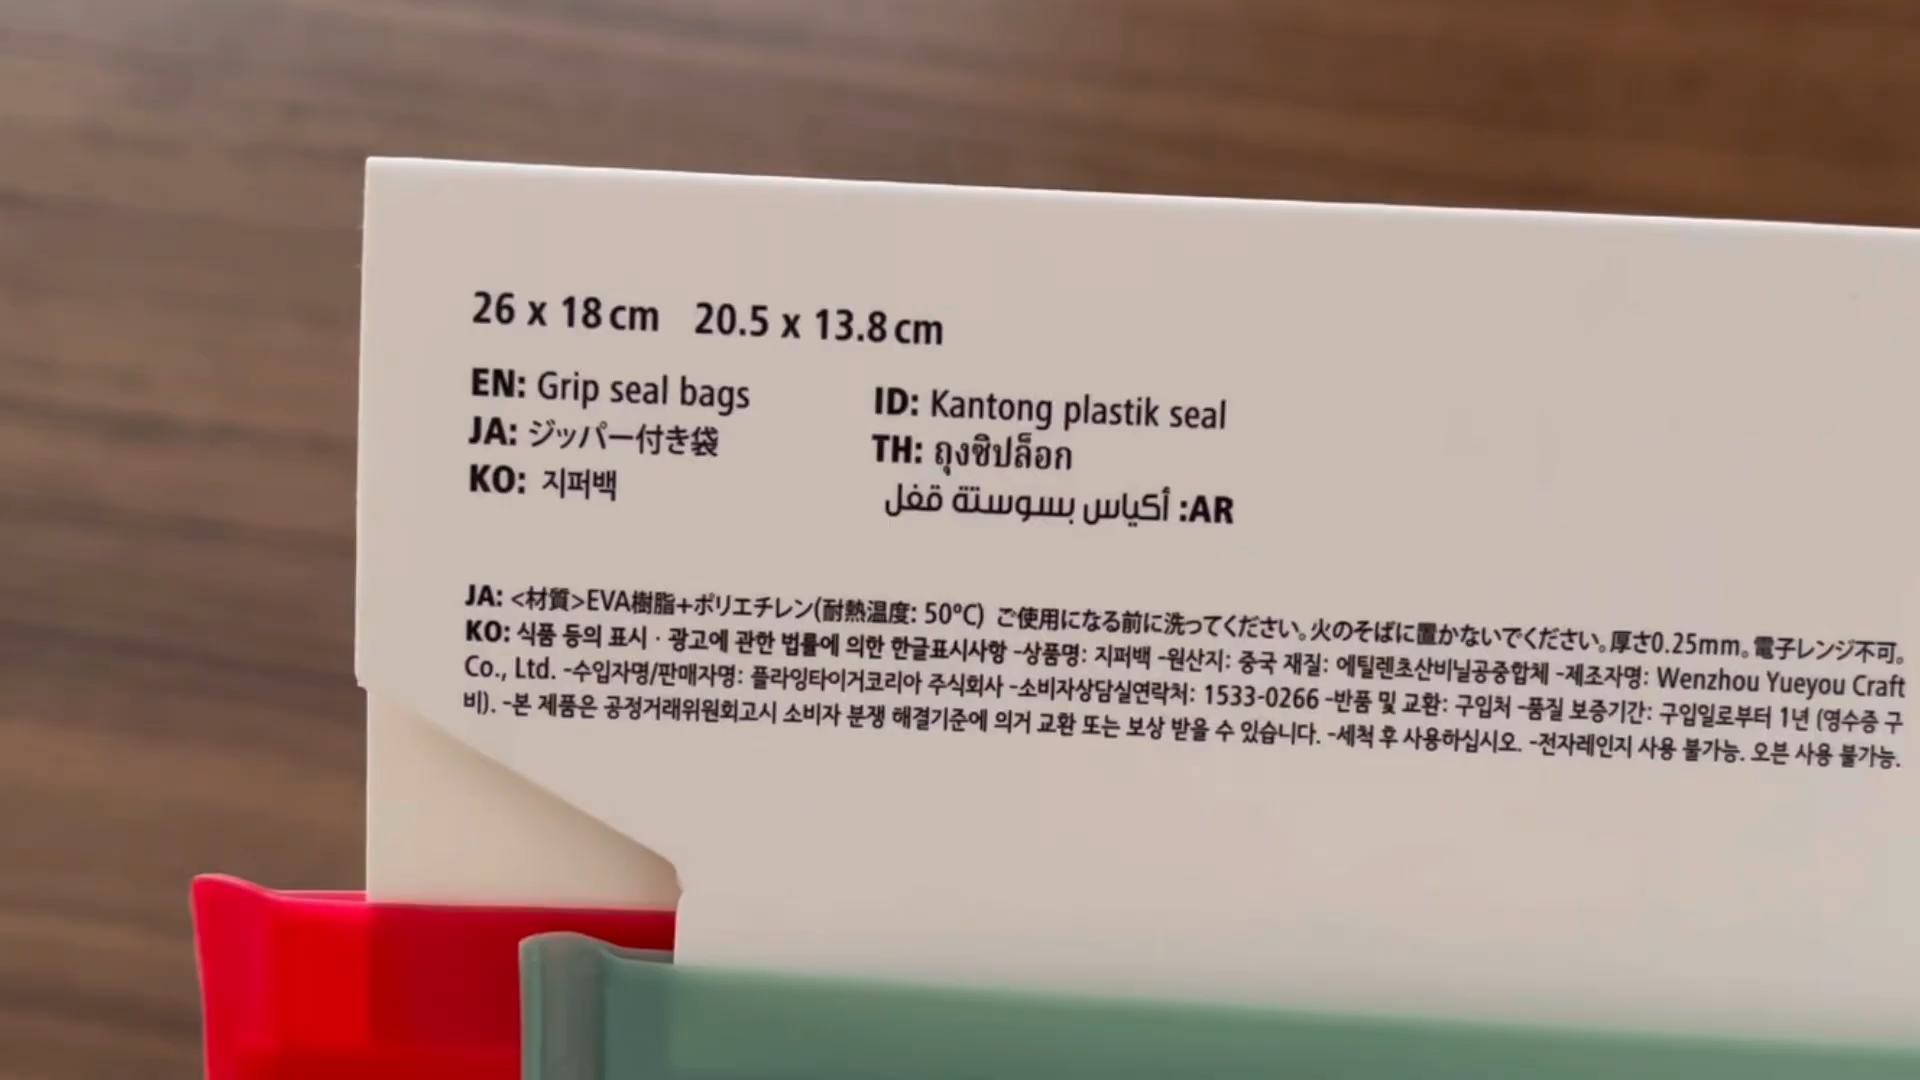 26 x 18 cm 20.5 x 13.8 cm
EN: Grip seal bags
JA: ジッパー付き袋
KO: 지퍼백
ID: Kantong plastik seal
TH: ถุงซิปล็อก
AR: أكياس بسوستة قفل
JA: <材質>EVA樹脂+ポリエチレン(耐熱温度: 50ºC) ご使用になる前に洗ってください。火のそばに置かないでください。厚さ0.25mm。電子レンジ不可。
KO: 식품 등의 표시 · 광고에 관한 법률에 의한 한글표시사항 -상품명: 지퍼백 -원산지: 중국 재질: 에틸렌초산비닐공중합체 -제조자명: Wenzhou Yueyou Craft
Co., Ltd. -수입자명/판매자명: 플라잉타이거코리아 주식회사 -소비자상담실연락처: 1533-0266 -반품 및 교환: 구입처 -품질 보증기간: 구입일로부터 1년 (영수증 구
비). -본 제품은 공정거래위원회고시 소비자 분쟁 해결기준에 의거 교환 또는 보상 받을 수 있습니다. -세척 후 사용하십시오. -전자레인지 사용 불가능. 오븐 사용 불가능.